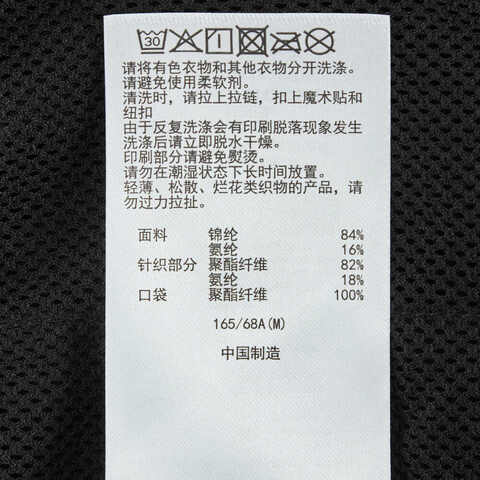 30
请将有色衣物和其他衣物分开洗涤.
请避免使用柔软剂.
清洗时,请拉上拉链,扣上魔术贴和
纽扣
由于反复洗涤会有印刷脱落现象发生
洗涤后请立即脱水干燥.
印刷部分请避免熨烫.
请勿在潮湿状态下长时间放置.
轻薄、松散、烂花类织物的产品,请
勿过力拉扯.
面料 锦纶 84%
氨纶 16%
针织部分 聚酯纤维 82%
氨纶 18%
口袋 聚酯纤维 100%
165/68A(M)
中国制造